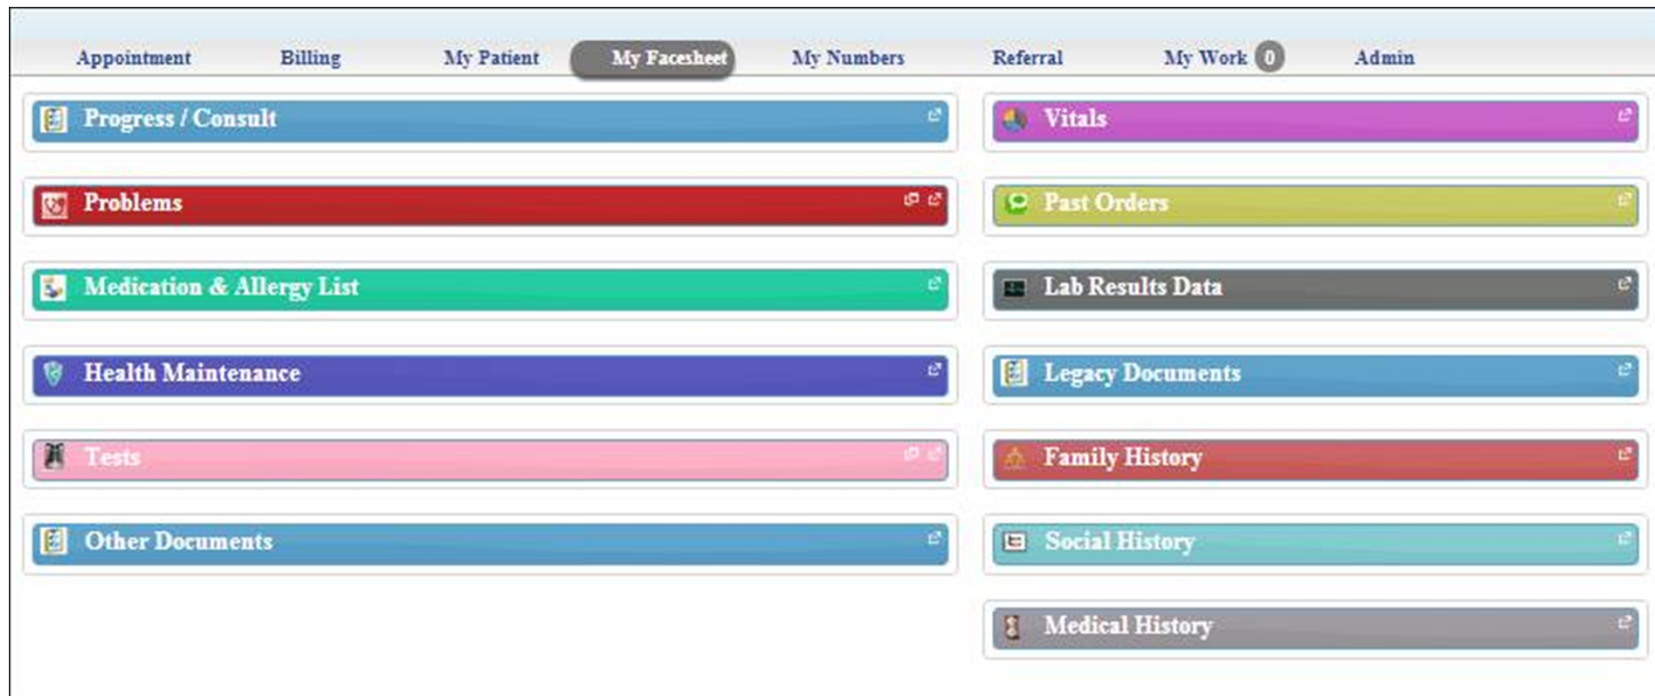 Appointment Billing My Patient My Facesheet My Numbers Referral My Work 0 Admin
Progress / Consult
Problems
Medication & Allergy List
Health Maintenance
Tests
Other Documents
Vitals
Past Orders
Lab Results Data
Legacy Documents
Family History
Social History
Medical History